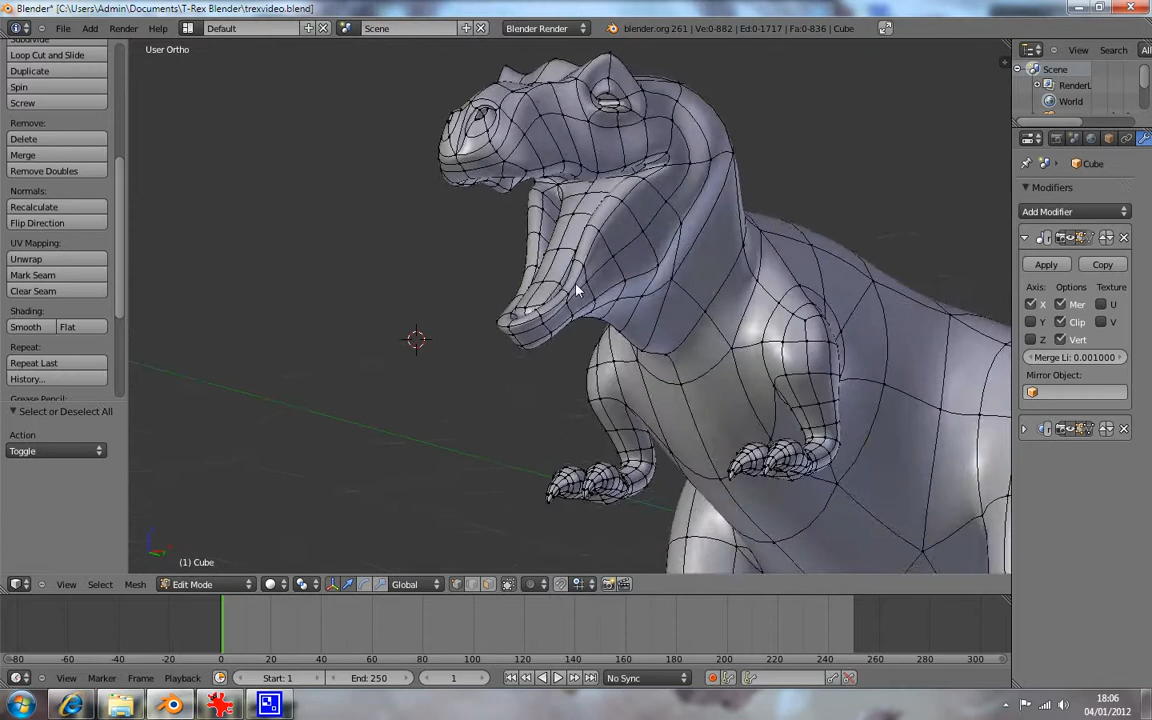 Blender* [C:\Users\Admin\Documents\T-Rex Blender\trexvideo.blend]
File Add Render Help Default Scene Blender Render blender.org 261 | Ve:0-882 | Ed:0-1717 | Fa:0-836 | Cube
User Ortho
View Search All
Loop Cut and Slide
Duplicate
Spin
Screw
Remove:
Delete
Merge
Remove Doubles
Normals:
Recalculate
Flip Direction
UV Mapping:
Unwrap
Mark Seam
Clear Seam
Shading:
Smooth Flat
Repeat:
Repeat Last
History...
Select or Deselect All
Action
Toggle
Scene
RenderL
World
Cube
Modifiers
Add Modifier
Apply Copy
Axis: Options Texture
X Mer U
Y Clip V
Z Vert
Merge Li: 0.001000
Mirror Object:
(1) Cube
View Select Mesh Edit Mode Global
-80 -60 -40 -20 0 20 40 60 80 100 120 140 160 180 200 220 240 260 280 300
View Marker Frame Playback Start: 1 End: 250 1 No Sync
18:06
04/01/2012